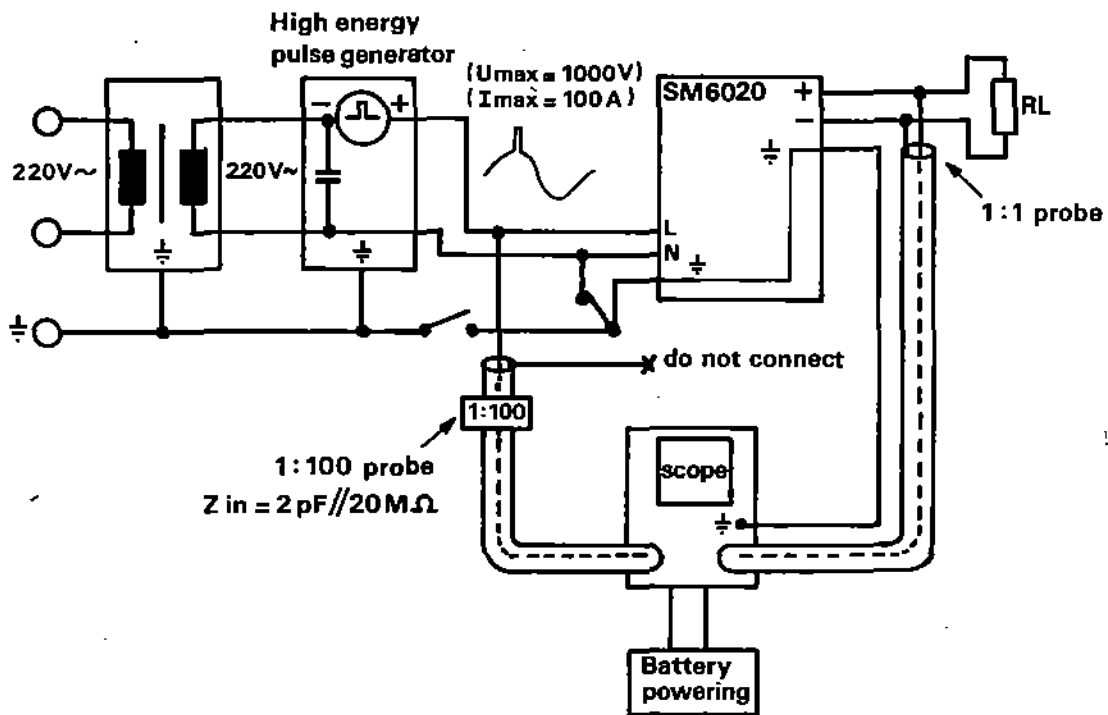 High energy
pulse generator
(Umax = 1000V)
(Imax = 100A)
SM6020
+
−
RL
− +
220V~
220V~
1:1 probe
L
N
do not connect
1:100
1:100 probe
Z in = 2 pF//20 MΩ
scope
Battery
powering